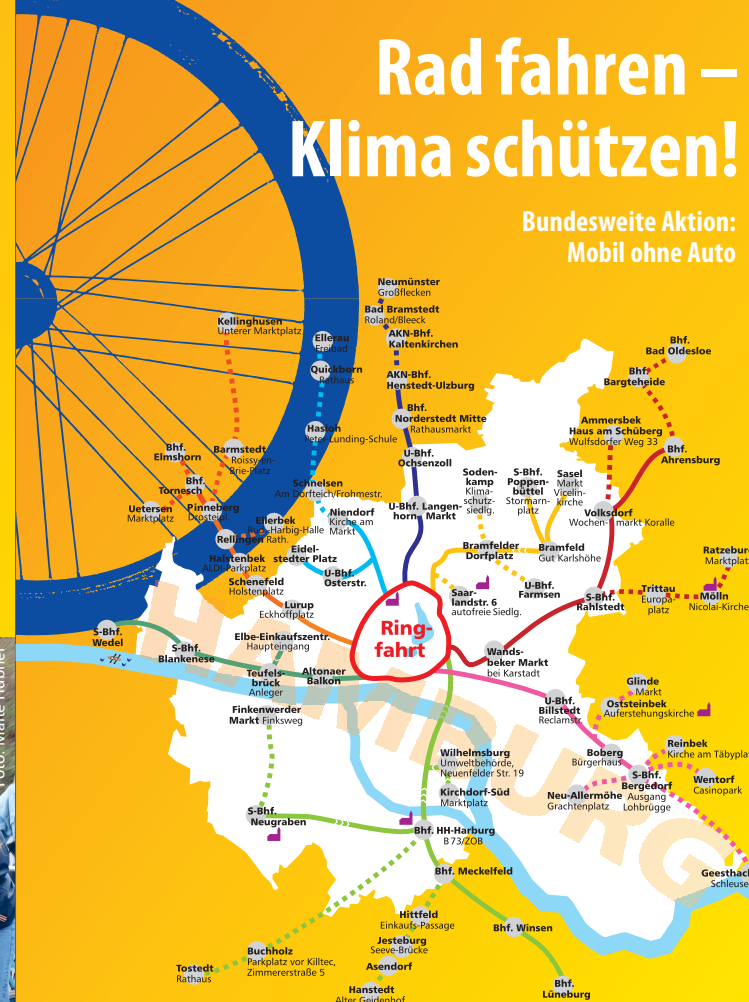 Rad fahren –
Klima schützen!
Bundesweite Aktion:
Mobil ohne Auto
Neumünster
Großflecken
Bad Bramstedt
Roland/Bleeck
Kellinghusen
Unterer Marktplatz
AKN-Bhf.
Kaltenkirchen
Ellerau
Freibad
Bhf.
Bad Oldesloe
Quickborn
Rathaus
AKN-Bhf.
Henstedt-Ulzburg
Bhf.
Bargteheide
Bhf.
Norderstedt Mitte
Rathausmarkt
Ammersbek
Haus am Schüberg
Wulfsdorfer Weg 33
Hasloh
Peter-Lunding-Schule
Bhf.
Elmshorn
Barmstedt
Roissy-en-
Brie-Platz
U-Bhf.
Ochsenzoll
Bhf.
Ahrensburg
Soden-
kamp
Klima-
schutz-
siedlg.
S-Bhf.
Poppen-
büttel
Stormarn-
platz
Sasel
Markt
Vicelin-
kirche
Bhf.
Tornesch
Schnelsen
Am Dorfteich/Frohmestr.
Uetersen
Marktplatz
Pinneberg
Drosteipl.
Niendorf
Kirche am
Markt
U-Bhf. Langen-
horn- Markt
Volksdorf
Wochen- markt Koralle
Ellerbek
Rug.-Harbig-Halle
Rellingen Rath.
Eidel-
stedter Platz
Bramfelder
Dorfplatz
Bramfeld
Gut Karlshöhe
Ratzeburg
Marktplatz
Halstenbek
ALDI-Parkplatz
U-Bhf.
Osterstr.
Schenefeld
Holstenplatz
Saar-
landstr. 6
autofreie Siedlg.
U-Bhf.
Farmsen
S-Bhf.
Rahlstedt
Trittau
Europa-
platz
Mölln
Nicolai-Kirche
Lurup
Eckhoffplatz
Ring-
fahrt
S-Bhf.
Wedel
S-Bhf.
Blankenese
Elbe-Einkaufszentr.
Haupteingang
Wands-
beker Markt
bei Karstadt
Teufels-
brück
Anleger
Altonaer
Balkon
Glinde
Markt
Finkenwerder
Markt Finksweg
U-Bhf.
Billstedt
Reclamstr.
Oststeinbek
Auferstehungskirche
HAMBURG
Wilhelmsburg
Umweltbehörde,
Neuenfelder Str. 19
Boberg
Bürgerhaus
Reinbek
Kirche am Täbyplatz
Kirchdorf-Süd
Marktplatz
Neu-Allermöhe
Grachtenplatz
S-Bhf.
Bergedorf
Ausgang
Lohbrügge
Wentorf
Casinopark
S-Bhf.
Neugraben
Bhf. HH-Harburg
B 73/ZOB
Bhf. Meckelfeld
Geesthach
Schleuse
Hittfeld
Einkaufs-Passage
Bhf. Winsen
Jesteburg
Seeve-Brücke
Buchholz
Parkplatz vor Killtec,
Zimmererstraße 5
Tostedt
Rathaus
Asendorf
Bhf.
Lüneburg
Hanstedt
Alter Geidenhof
Foto: Malte Hübner